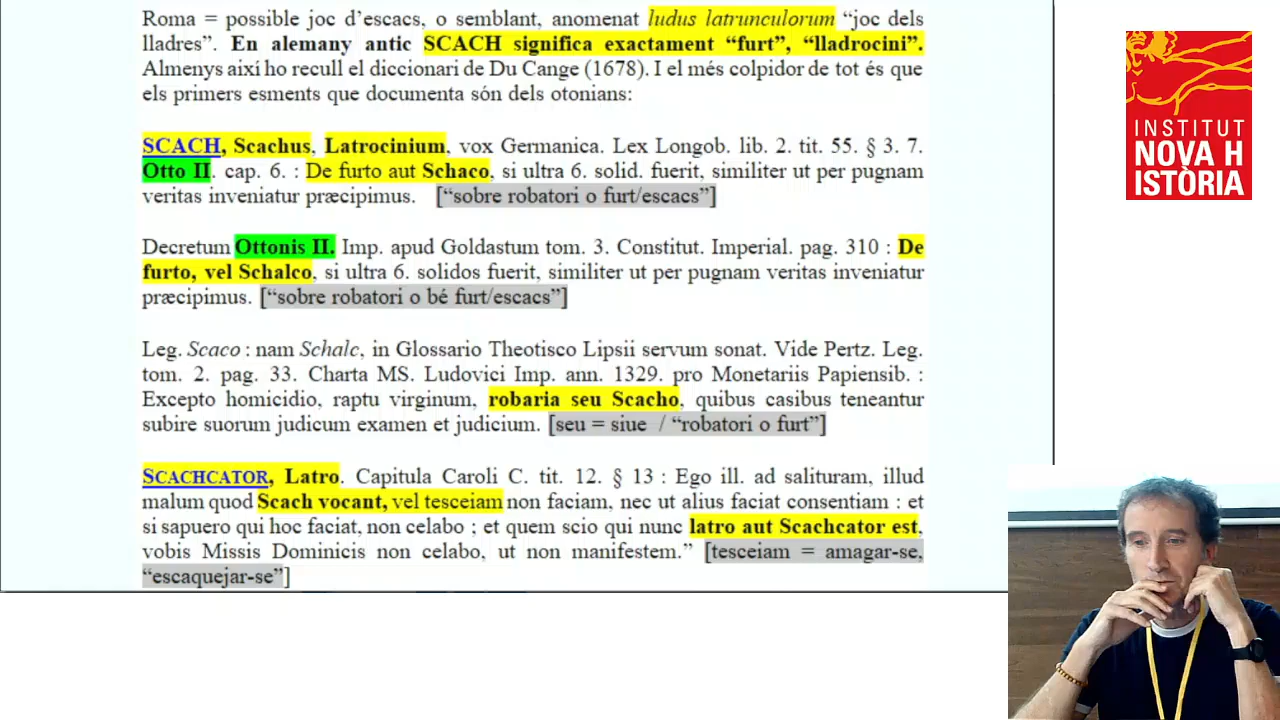 Roma = possible joc d’escacs, o semblant, anomenat ludus latrunculorum “joc dels
lladres”. En alemany antic SCACH significa exactament “furt”, “lladrocini”.
Almenys així ho recull el diccionari de Du Cange (1678). I el més colpidor de tot és que
els primers esments que documenta són dels otonians:
SCACH, Scachus, Latrocinium, vox Germanica. Lex Longob. lib. 2. tit. 55. § 3. 7.
Otto II. cap. 6. : De furto aut Schaco, si ultra 6. solid. fuerit, similiter ut per pugnam
veritas inveniatur præcipimus. [“sobre robatori o furt/escacs”]
Decretum Ottonis II. Imp. apud Goldastum tom. 3. Constitut. Imperial. pag. 310 : De
furto, vel Schalco, si ultra 6. solidos fuerit, similiter ut per pugnam veritas inveniatur
præcipimus. [“sobre robatori o bé furt/escacs”]
Leg. Scaco : nam Schalc, in Glossario Theotisco Lipsii servum sonat. Vide Pertz. Leg.
tom. 2. pag. 33. Charta MS. Ludovici Imp. ann. 1329. pro Monetariis Papiensib. :
Excepto homicidio, raptu virginum, robaria seu Scacho, quibus casibus teneantur
subire suorum judicum examen et judicium. [seu = siue / “robatori o furt”]
SCACHCATOR, Latro. Capitula Caroli C. tit. 12. § 13 : Ego ill. ad salituram, illud
malum quod Scach vocant, vel tesceiam non faciam, nec ut alius faciat consentiam : et
si sapuero qui hoc faciat, non celabo ; et quem scio qui nunc latro aut Scachcator est,
vobis Missis Dominicis non celabo, ut non manifestem.” [tesceiam = amagar-se,
“escaquejar-se”]
INSTITUT
NOVA H
ISTÒRIA